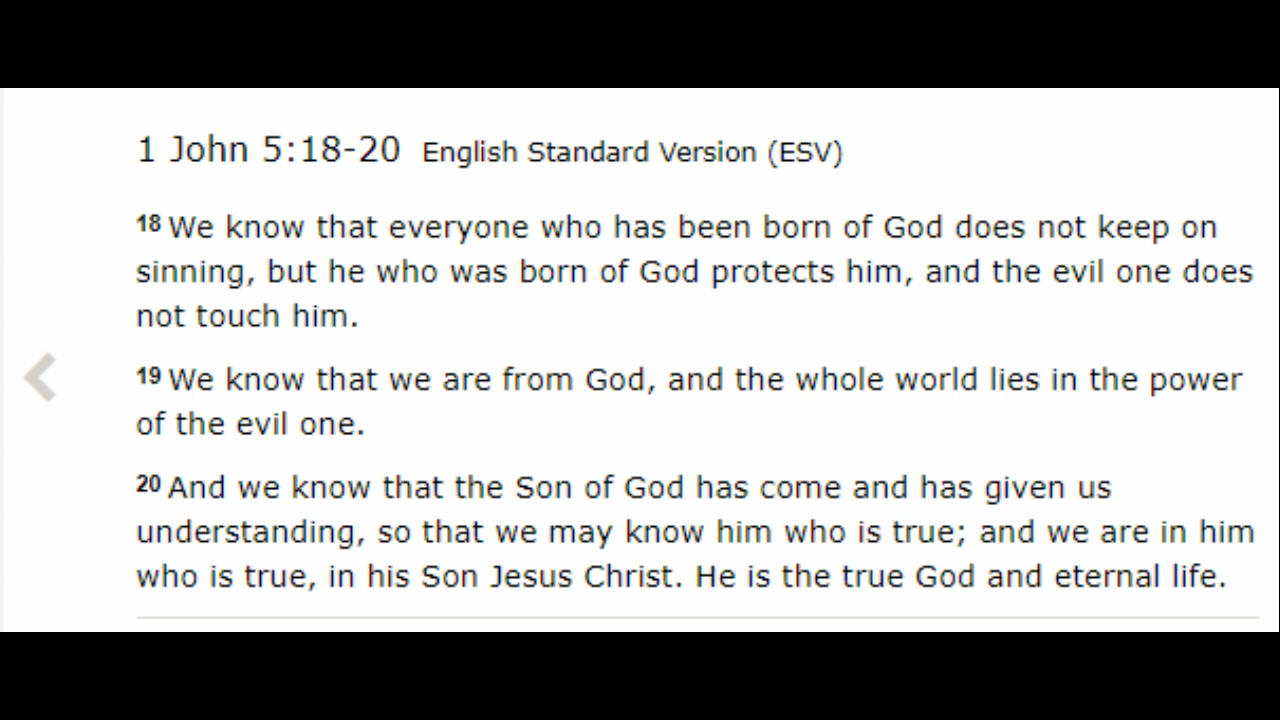 1 John 5:18-20 English Standard Version (ESV)
18 We know that everyone who has been born of God does not keep on
sinning, but he who was born of God protects him, and the evil one does
not touch him.
19 We know that we are from God, and the whole world lies in the power
of the evil one.
20 And we know that the Son of God has come and has given us
understanding, so that we may know him who is true; and we are in him
who is true, in his Son Jesus Christ. He is the true God and eternal life.